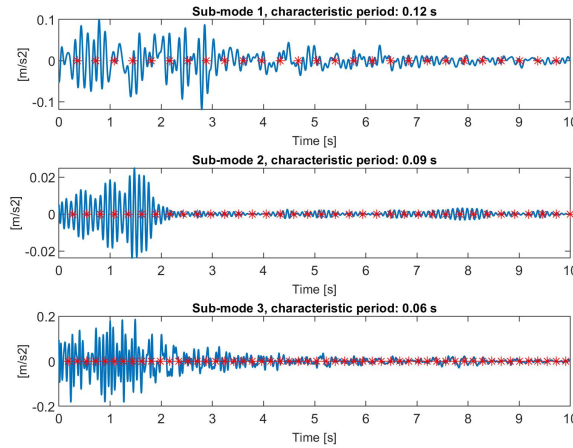 Sub-mode 1, characteristic period: 0.12 s
0.1
0
-0.1
[m/s2]
0 1 2 3 4 5 6 7 8 9 10
Time [s]
Sub-mode 2, characteristic period: 0.09 s
0.02
0
-0.02
[m/s2]
0 1 2 3 4 5 6 7 8 9 10
Time [s]
Sub-mode 3, characteristic period: 0.06 s
0.2
0
-0.2
[m/s2]
0 1 2 3 4 5 6 7 8 9 10
Time [s]